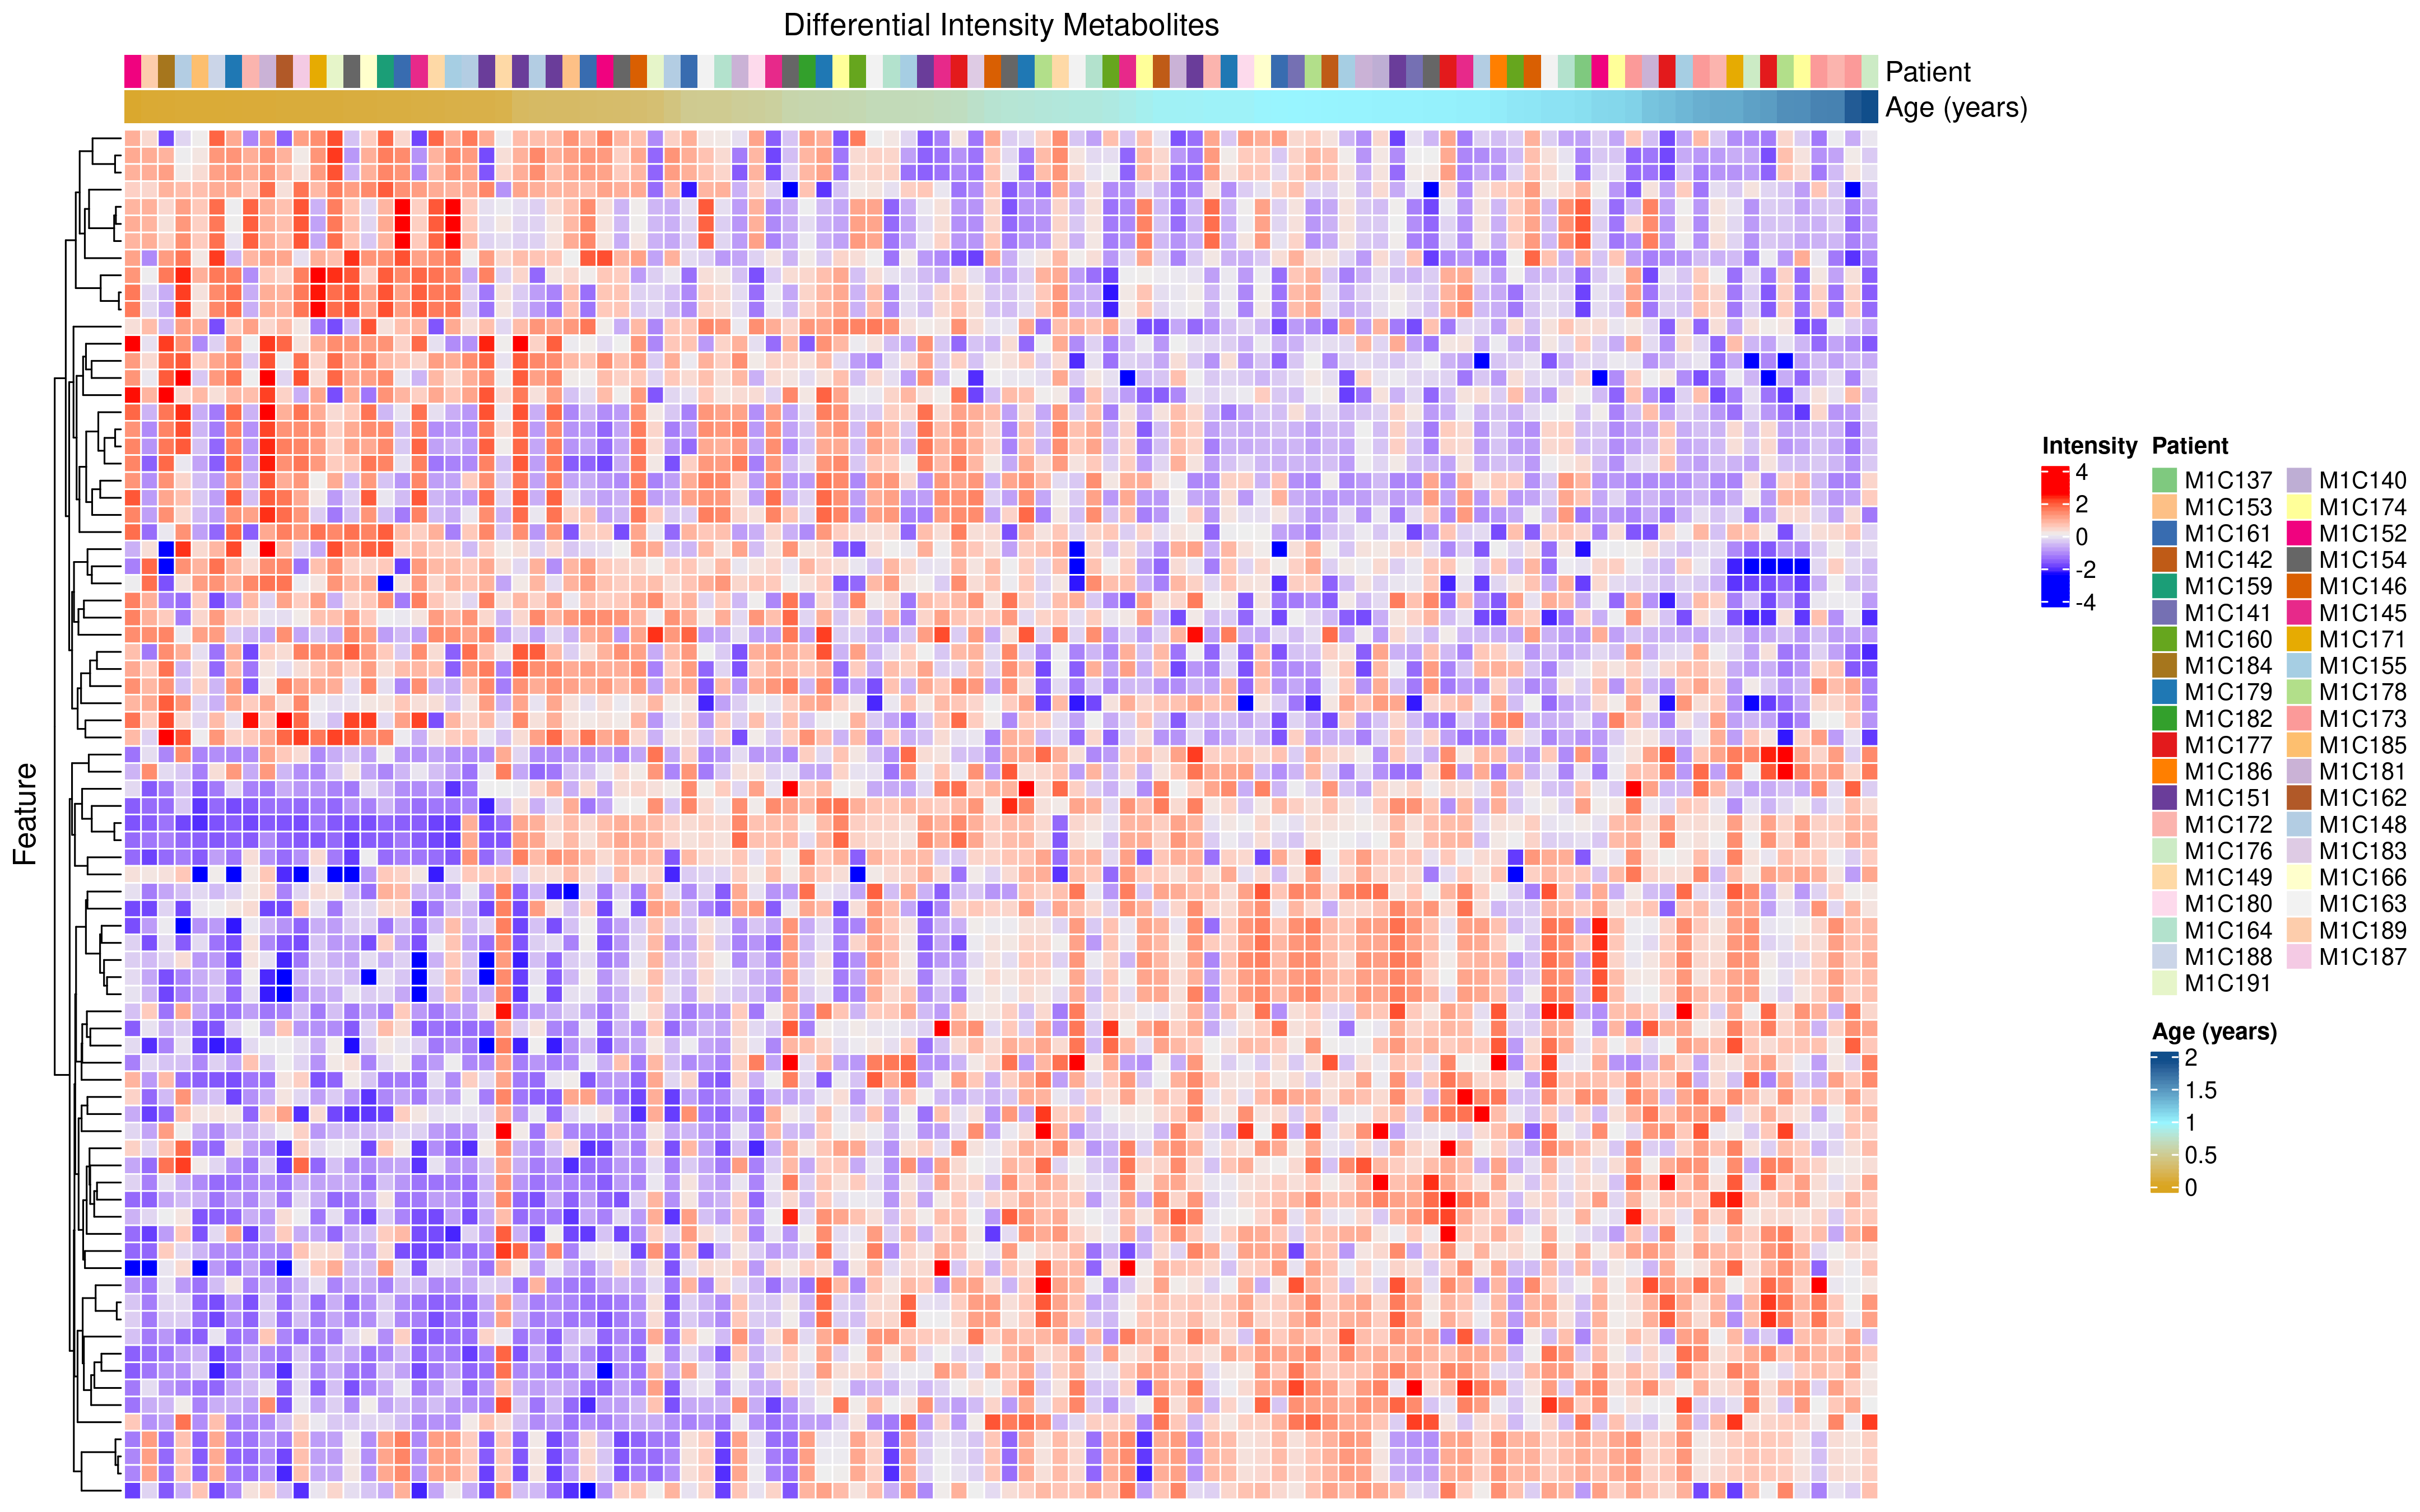 Differential Intensity Metabolites
Patient
Age (years)
Feature
Intensity
4
2
0
-2
-4
Patient
M1C137 M1C140
M1C153 M1C174
M1C161 M1C152
M1C142 M1C154
M1C159 M1C146
M1C141 M1C145
M1C160 M1C171
M1C184 M1C155
M1C179 M1C178
M1C182 M1C173
M1C177 M1C185
M1C186 M1C181
M1C151 M1C162
M1C172 M1C148
M1C176 M1C183
M1C149 M1C166
M1C180 M1C163
M1C164 M1C189
M1C188 M1C187
M1C191
Age (years)
2
1.5
1
0.5
0